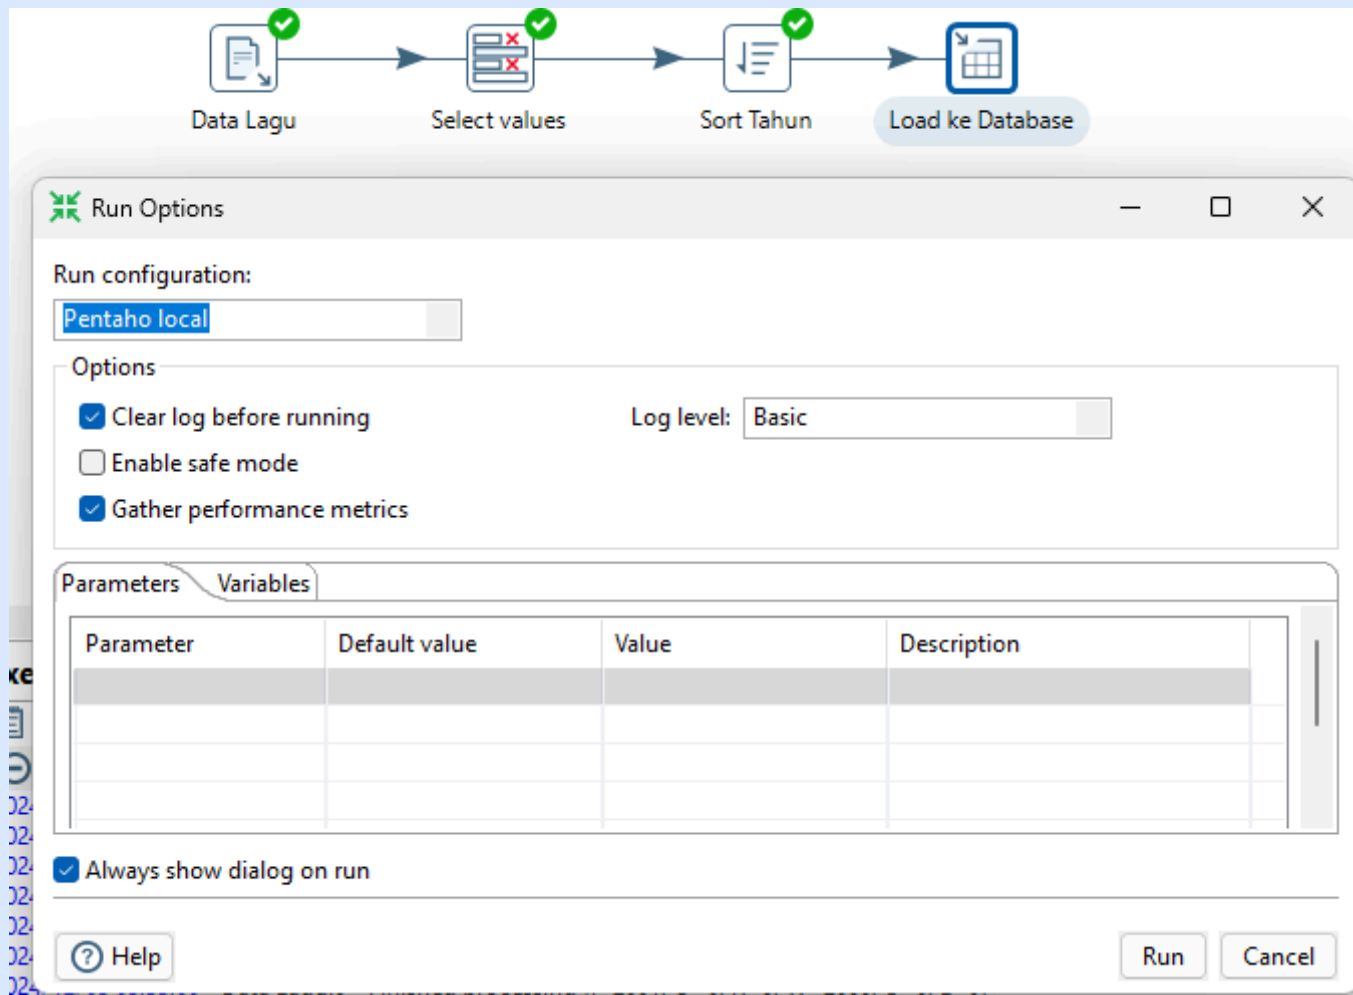 Data Lagu Select values Sort Tahun Load ke Database
Run Options
Run configuration:
Pentaho local
Options
Clear log before running Log level: Basic
Enable safe mode
Gather performance metrics
Parameters Variables
Parameter Default value Value Description
Always show dialog on run
Help Run Cancel